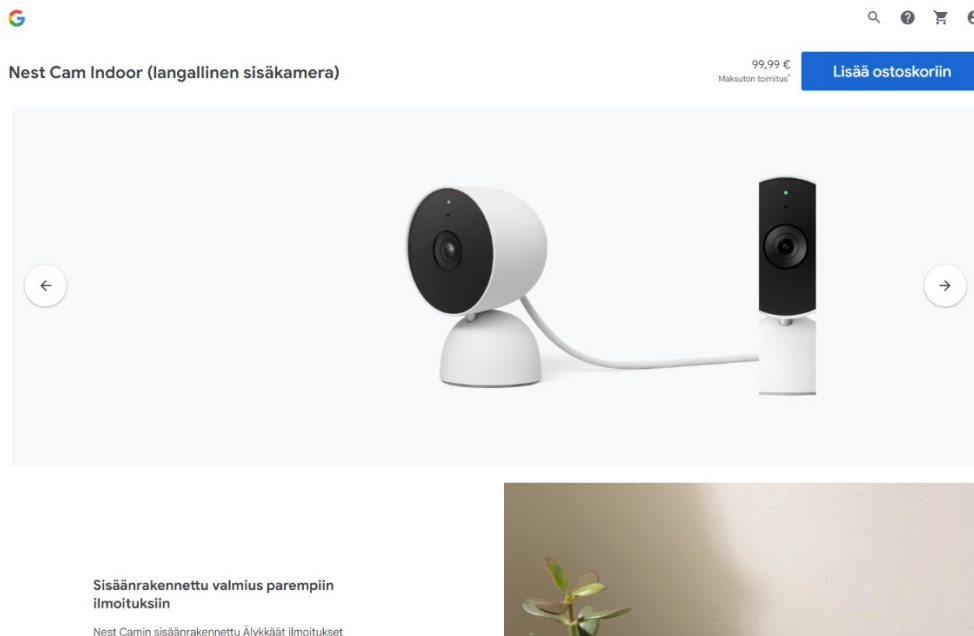 Nest Cam Indoor (langallinen sisäkamera)
99,99 €
Maksuton toimitus*
Lisää ostoskoriin
Sisäänrakennettu valmius parempiin
ilmoituksiin
Nest Camin sisäänrakennettu Älykkäät ilmoitukset